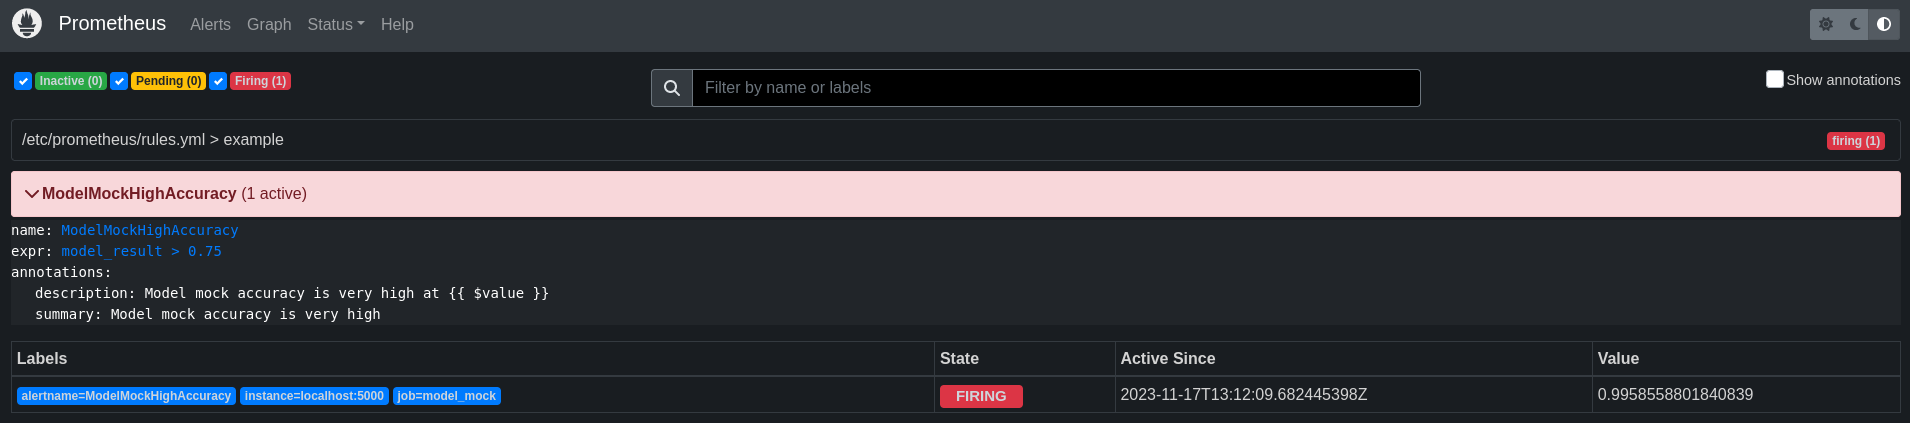 Prometheus Alerts Graph Status Help
Inactive (0) Pending (0) Firing (1) Filter by name or labels Show annotations
/etc/prometheus/rules.yml > example firing (1)
ModelMockHighAccuracy (1 active)
name: ModelMockHighAccuracy
expr: model_result > 0.75
annotations:
description: Model mock accuracy is very high at {{ $value }}
summary: Model mock accuracy is very high
Labels State Active Since Value
alertname=ModelMockHighAccuracy instance=localhost:5000 job=model_mock FIRING 2023-11-17T13:12:09.682445398Z 0.9958558801840839